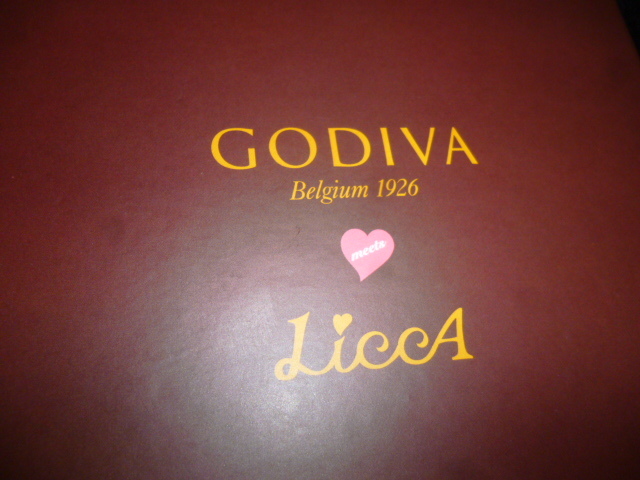 GODIVA
Belgium 1926
meets
LiccA